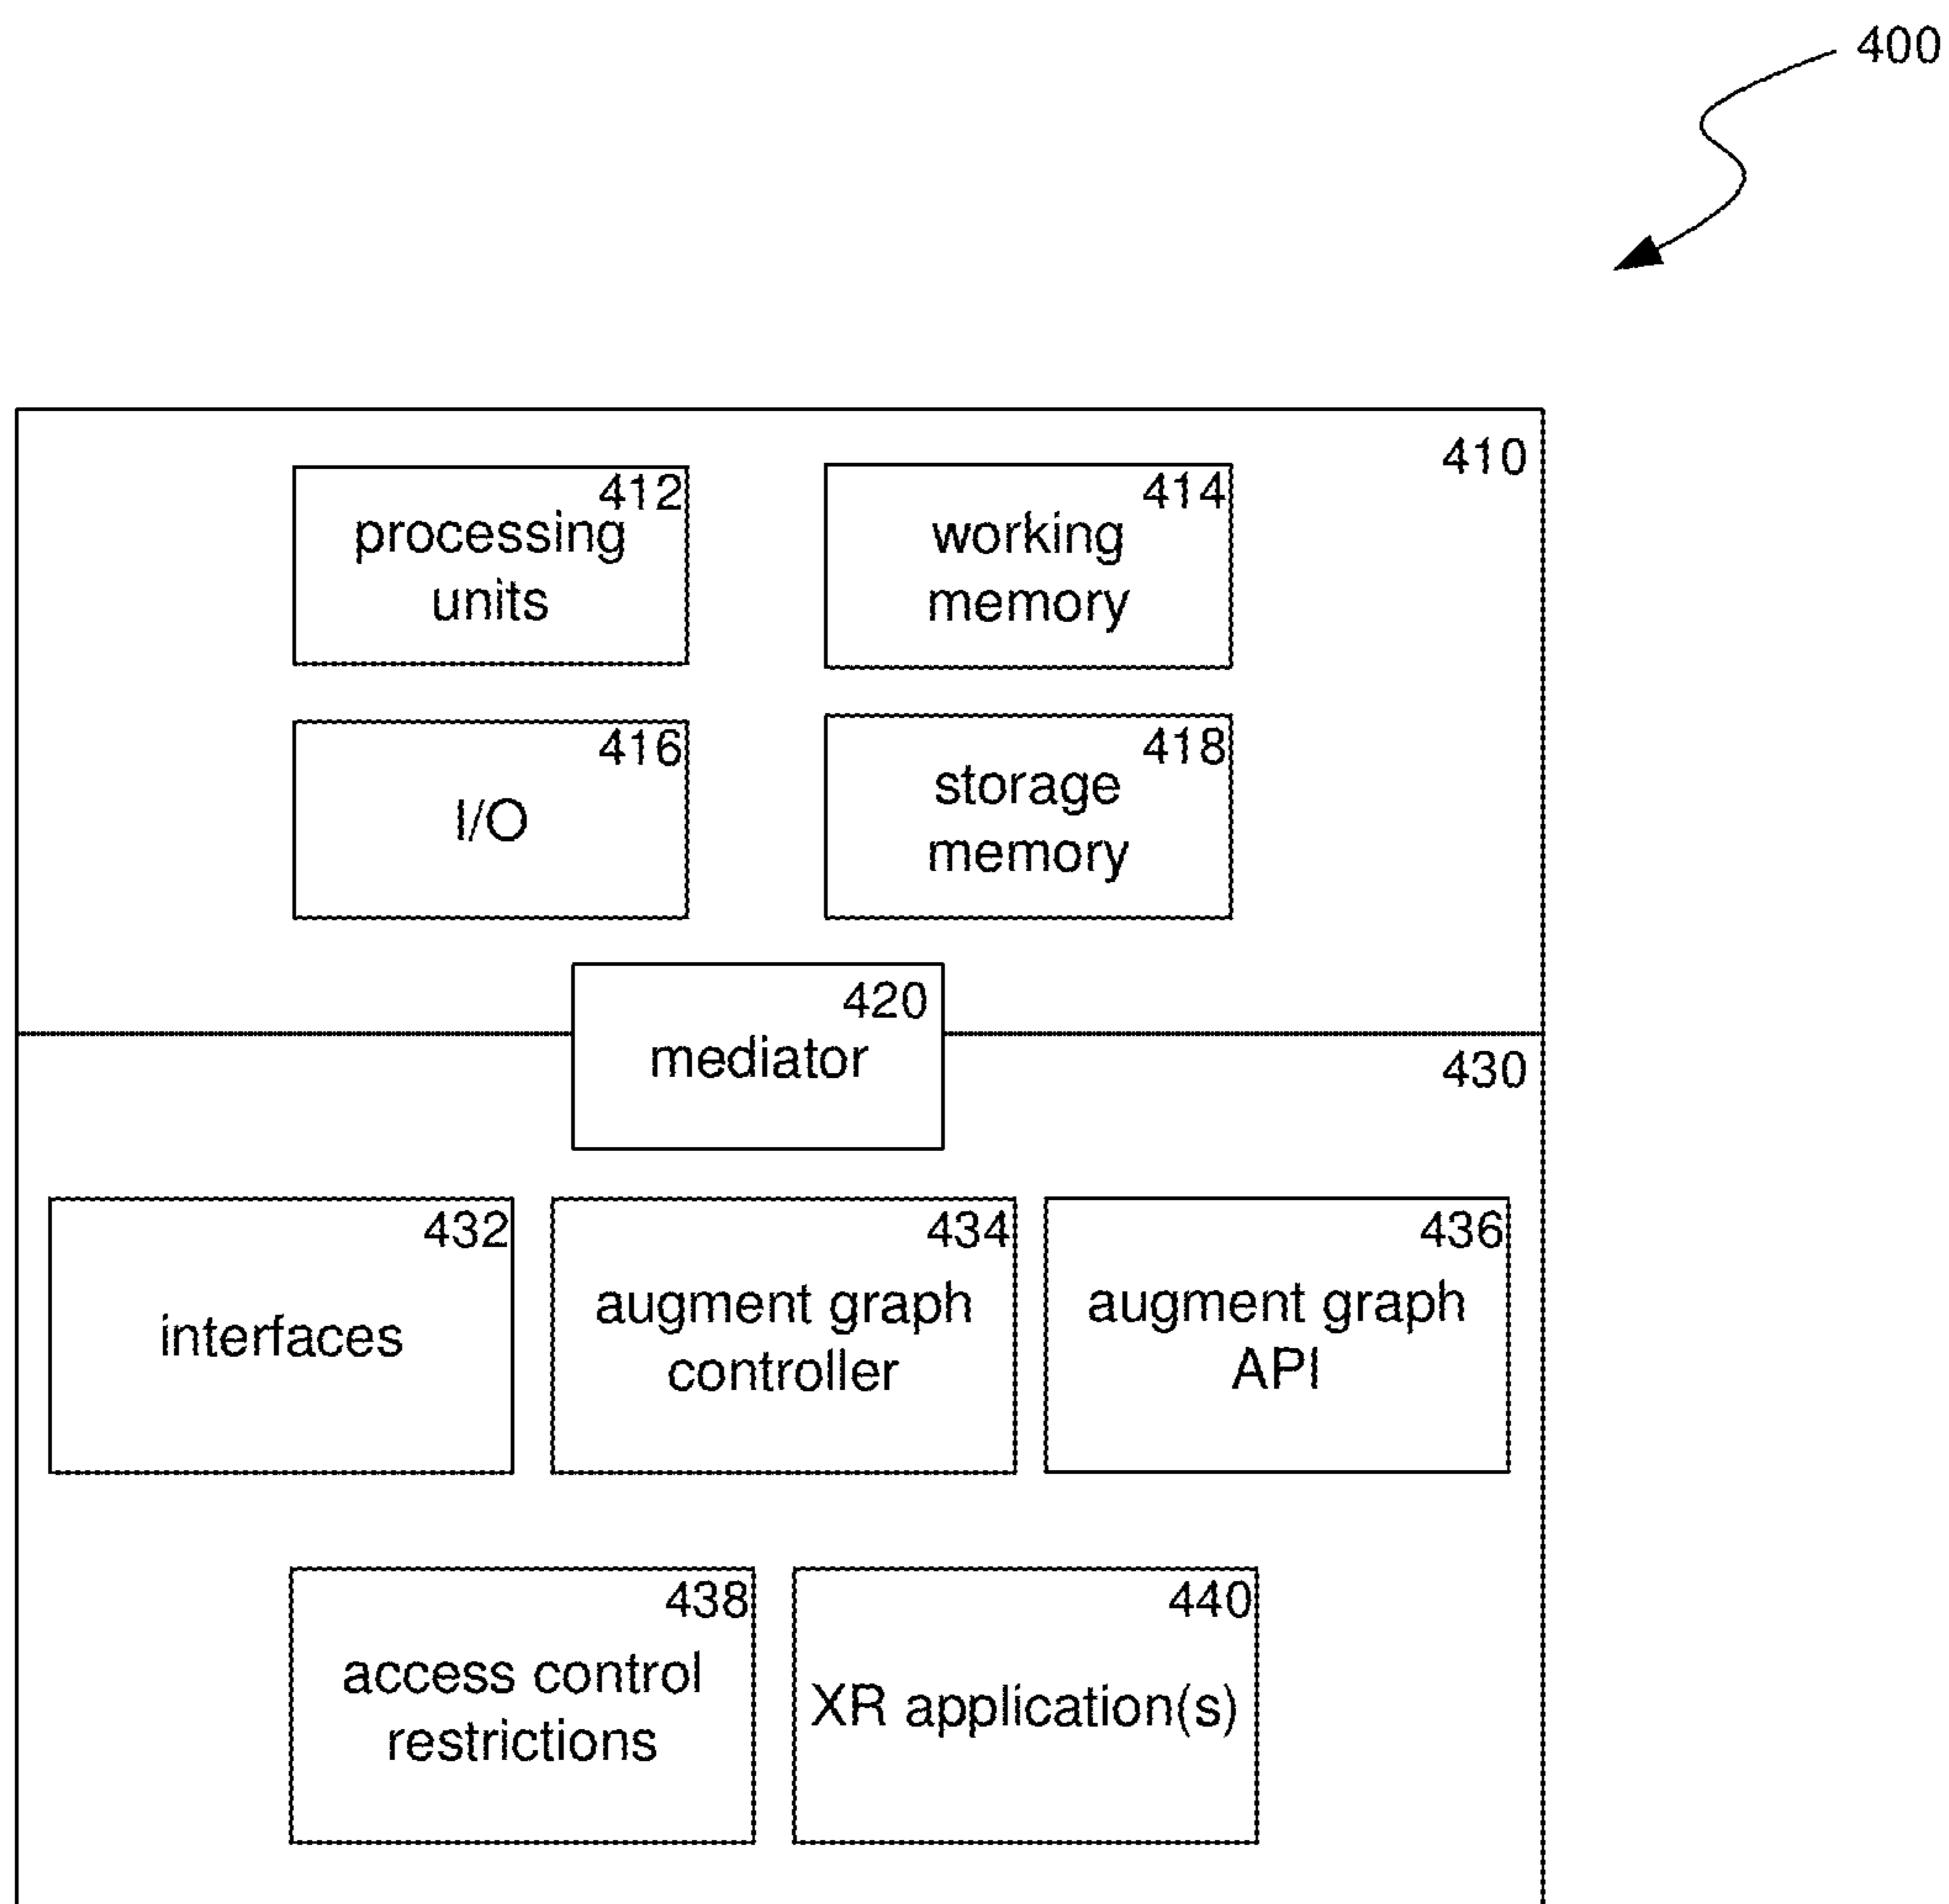 400
410
412
processing
units
414
working
memory
416
I/O
418
storage
memory
420
mediator
430
432
interfaces
434
augment graph
controller
436
augment graph
API
438
access control
restrictions
440
XR application(s)